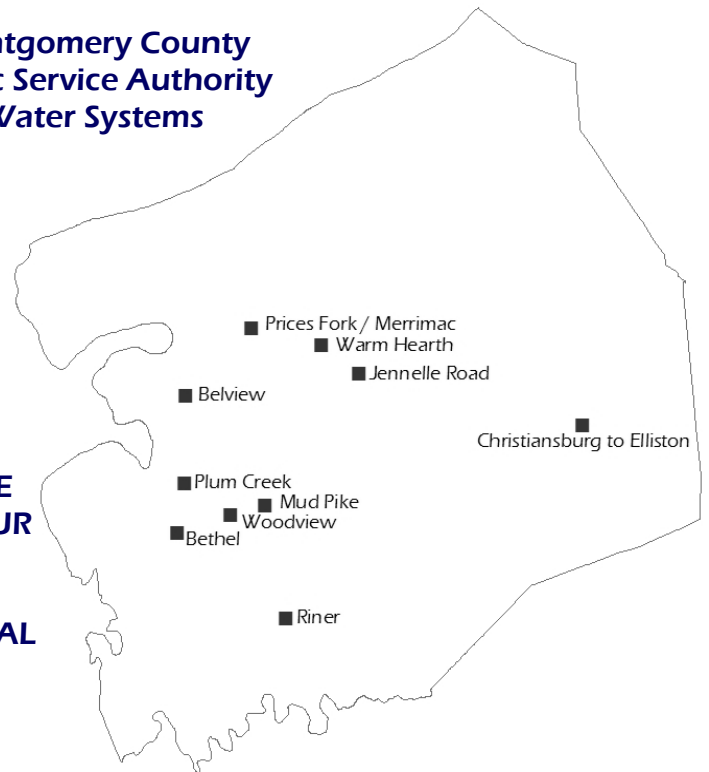 ntgomery County
c Service Authority
Water Systems
Prices Fork / Merrimac
Warm Hearth
Jennelle Road
Belview
Christiansburg to Elliston
Plum Creek
E
Mud Pike
UR
Woodview
Bethel
Riner
AL